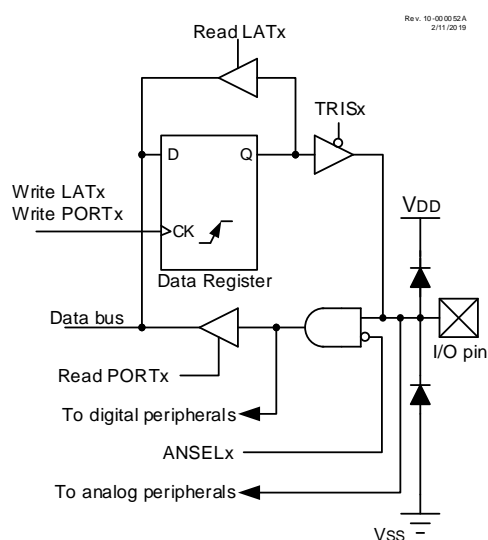 Rev. 10-000052A
2/11/2019
Read LATx
TRISx
D
Q
Write LATx
Write PORTx
CK
VDD
Data Register
Data bus
I/O pin
Read PORTx
To digital peripherals
ANSELx
To analog peripherals
VSS